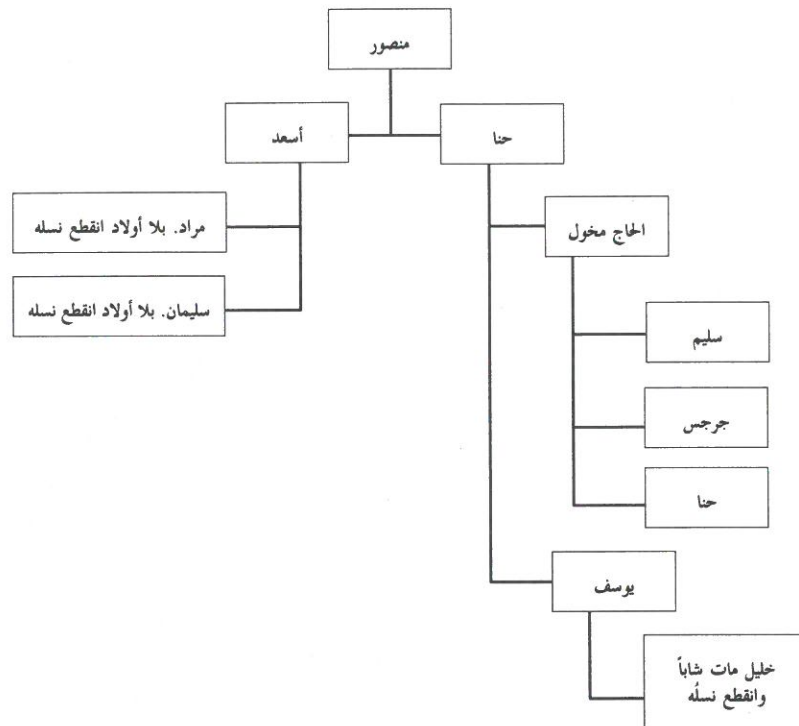 منصور
حنا
أسعد
الحاج مخول
مراد. بلا أولاد انقطع نسله
سليمان. بلا أولاد انقطع نسله
سليم
جرجس
حنا
يوسف
خليل مات شاباً
وانقطع نسلُه